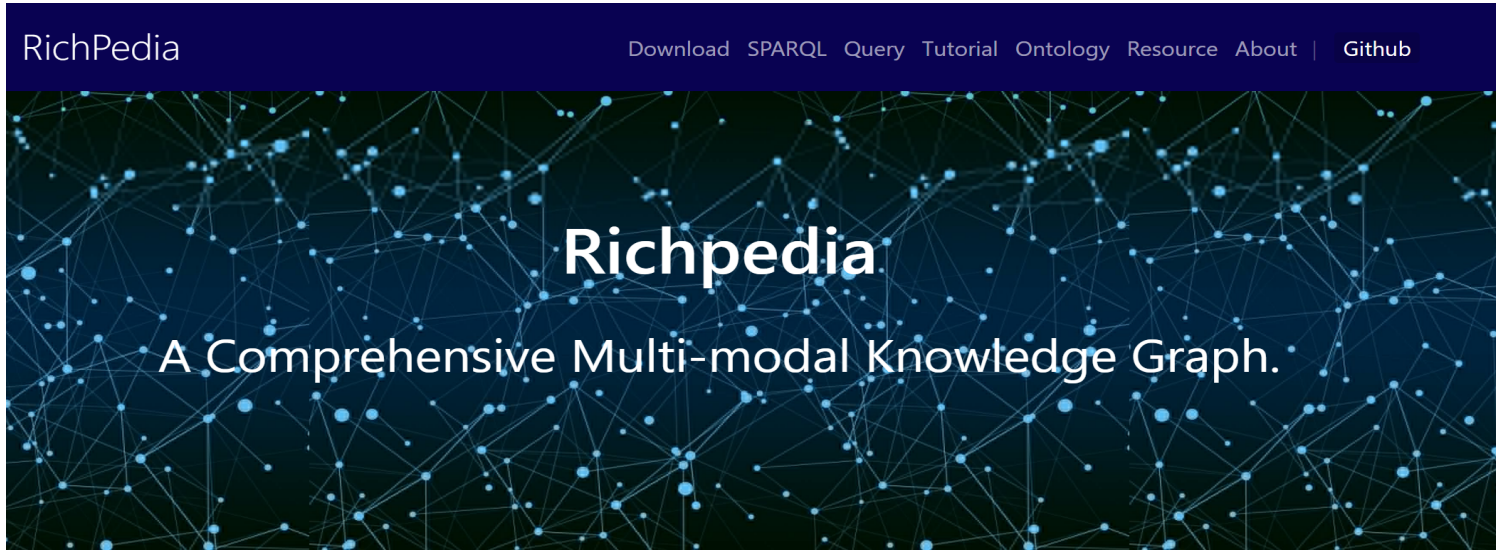 RichPedia Download SPARQL Query Tutorial Ontology Resource About | Github
Richpedia
A Comprehensive Multi-modal Knowledge Graph.